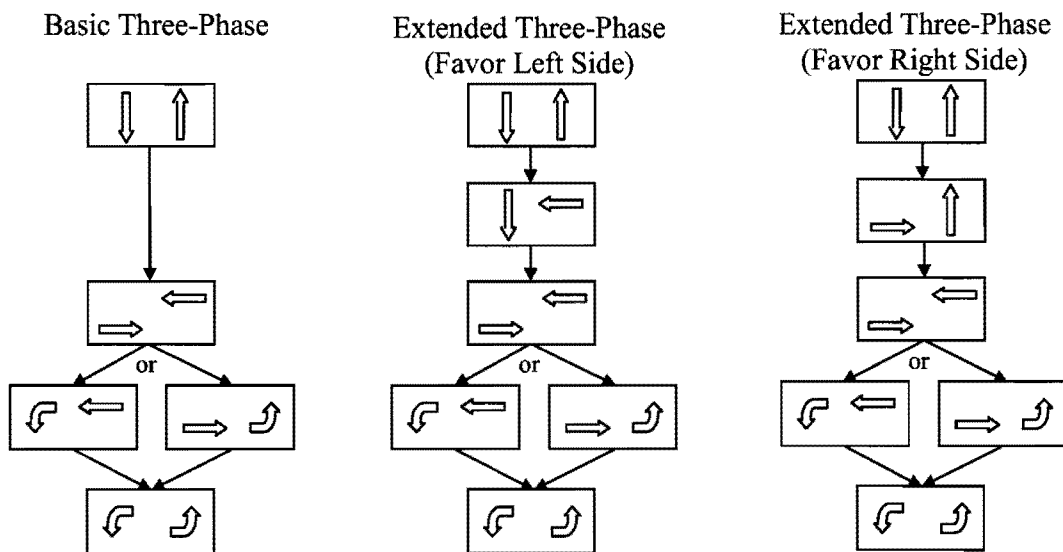 Basic Three-Phase
Extended Three-Phase
(Favor Left Side)
Extended Three-Phase
(Favor Right Side)
or
or
or